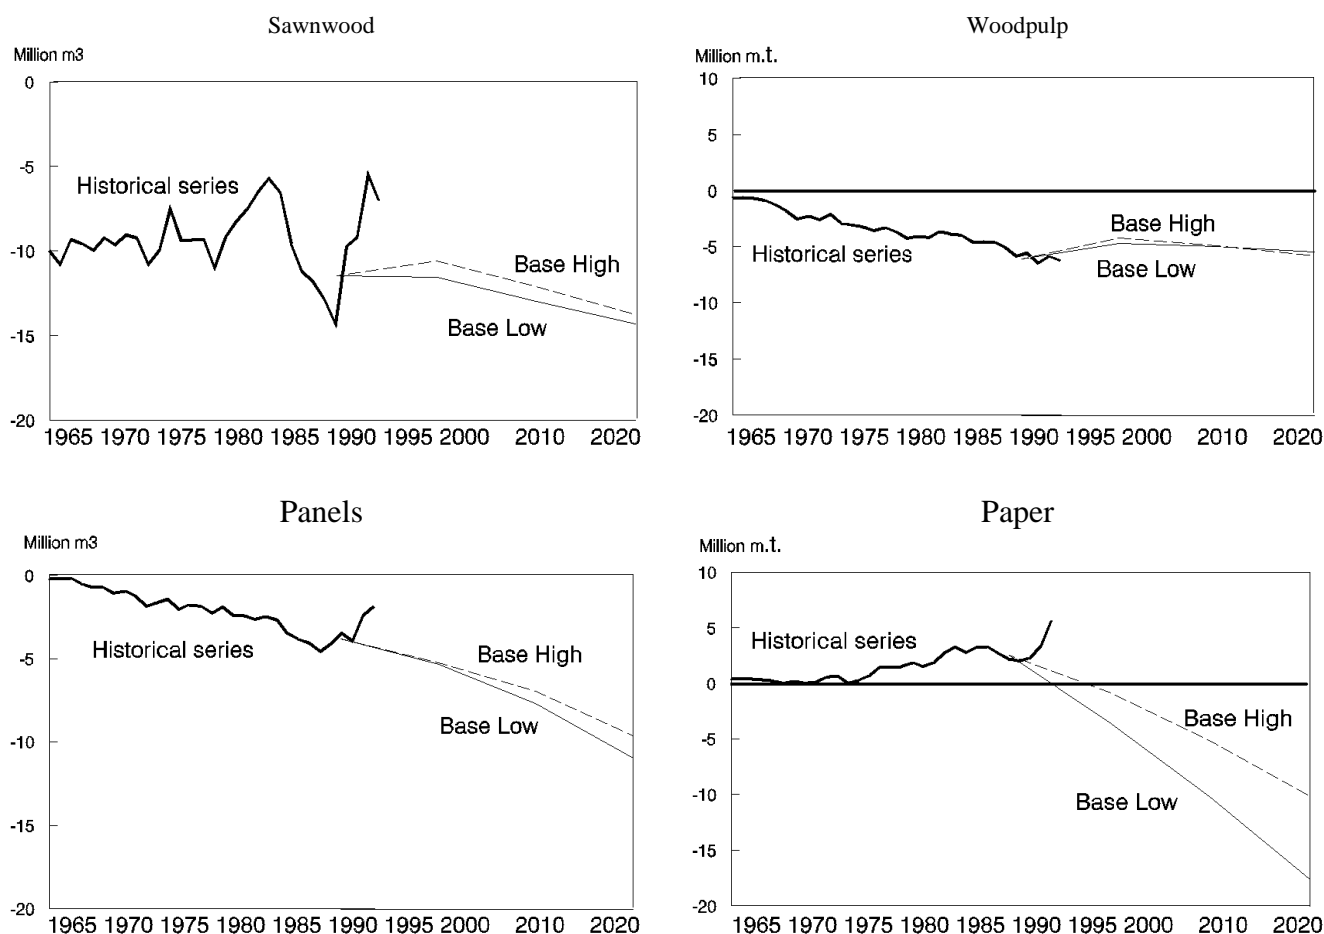 Sawnwood
Million m3
0
-5
Historical series
-10
Base High
Base Low
-15
-20
1965 1970 1975 1980 1985 1990 1995 2000 2010 2020
Woodpulp
Million m.t.
10
5
0
Base High
-5
Historical series
Base Low
-10
-15
-20
1965 1970 1975 1980 1985 1990 1995 2000 2010 2020
Panels
Million m3
0
Historical series
Base High
-5
Base Low
-10
-15
-20
1965 1970 1975 1980 1985 1990 1995 2000 2010 2020
Paper
Million m.t.
10
5
Historical series
0
Base High
-5
-10
Base Low
-15
-20
1965 1970 1975 1980 1985 1990 1995 2000 2010 2020